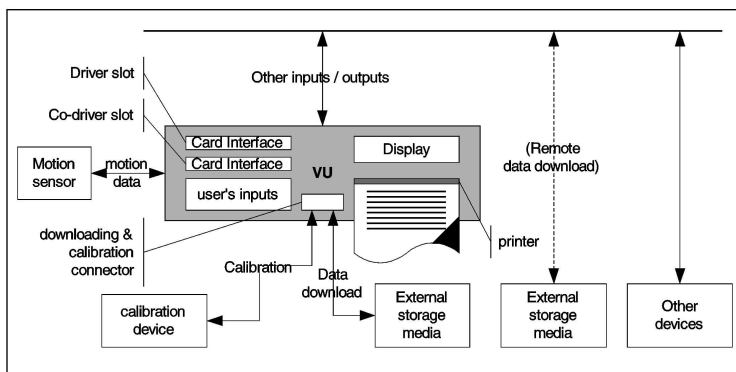 Driver slot
Other inputs / outputs
Co-driver slot
Card Interface
Card Interface
Display
(Remote
data download)
Motion
sensor
motion
data
VU
user's inputs
downloading &
calibration
connector
printer
Calibration
Data
download
calibration
device
External
storage
media
External
storage
media
Other
devices